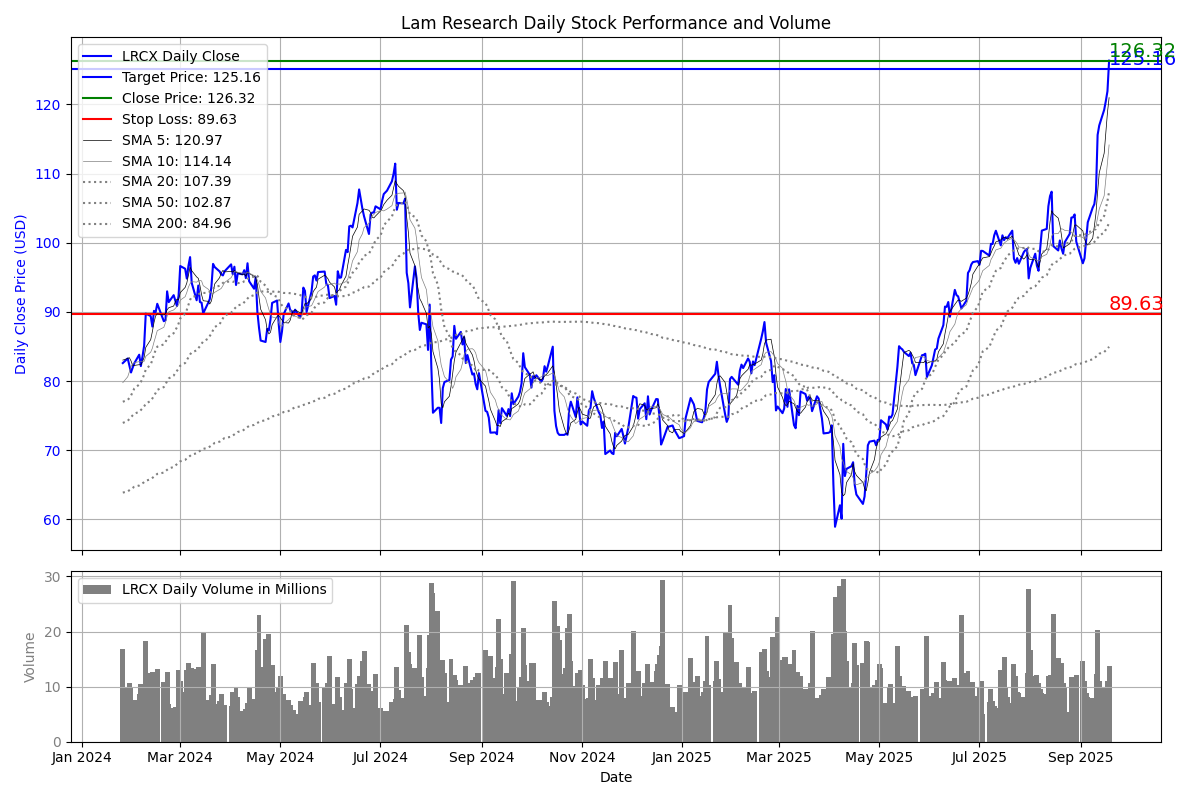 Lam Research Daily Stock Performance and Volume
126.32
125.16
LRCX Daily Close
Target Price: 125.16
Close Price: 126.32
Stop Loss: 89.63
SMA 5: 120.97
SMA 10: 114.14
SMA 20: 107.39
SMA 50: 102.87
SMA 200: 84.96
120
110
100
90
80
70
60
Daily Close Price (USD)
89.63
LRCX Daily Volume in Millions
30
20
10
0
Volume
Jan 2024
Mar 2024
May 2024
Jul 2024
Sep 2024
Nov 2024
Jan 2025
Mar 2025
May 2025
Jul 2025
Sep 2025
Date